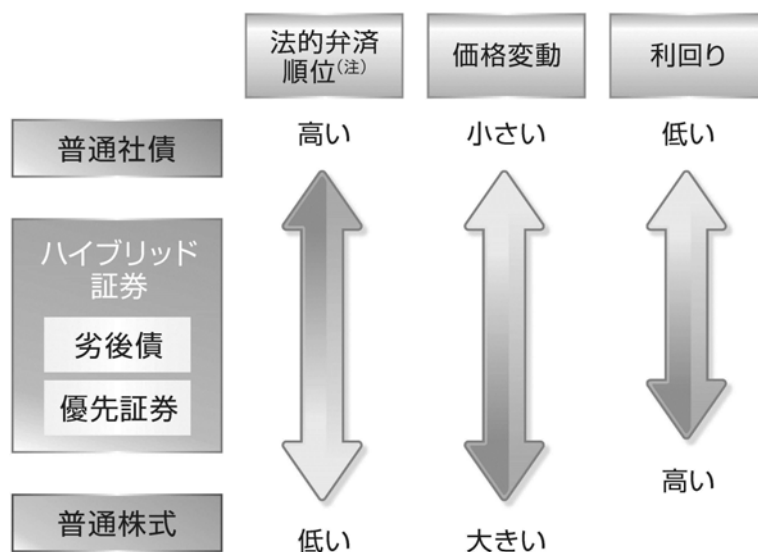 法的弁済
順位(注)
価格変動
利回り
普通社債
高い
小さい
低い
ハイブリッド
証券
劣後債
優先証券
高い
普通株式
低い
大きい